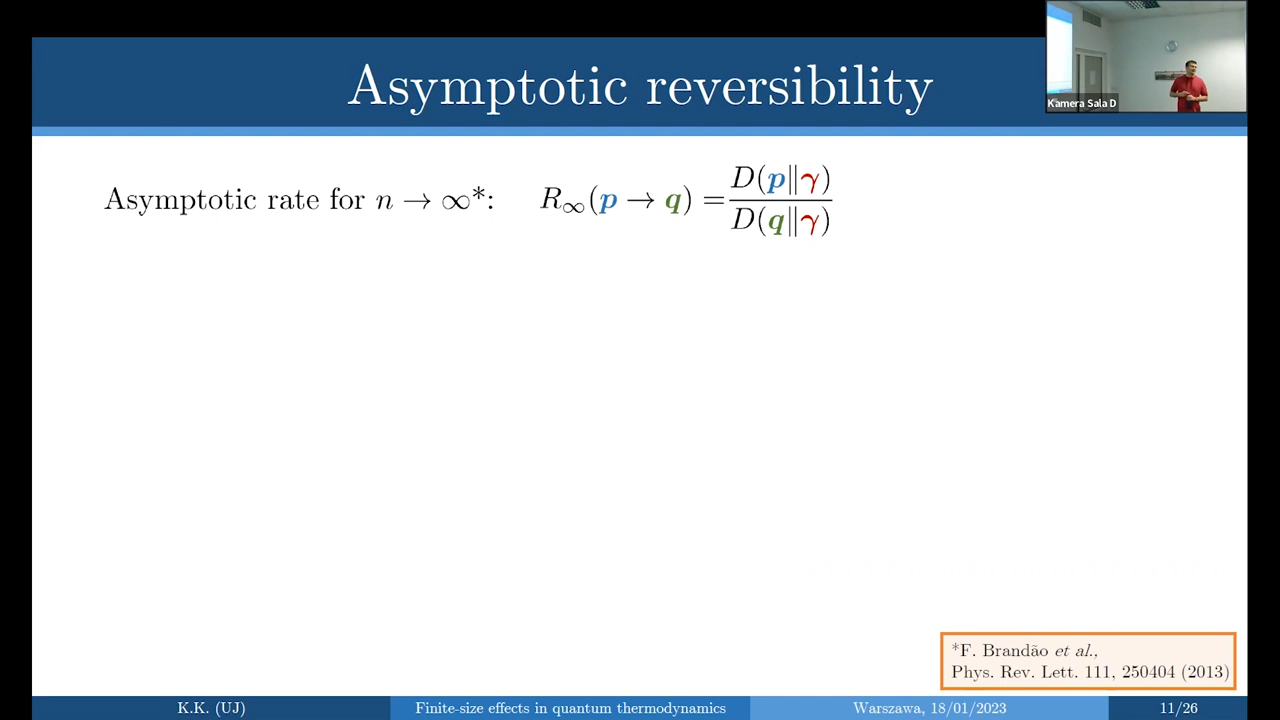 Asymptotic reversibility
Kamera Sala D
Asymptotic rate for n → ∞*: R∞(p → q) = D(p‖γ) / D(q‖γ)
*F. Brandão et al.,
Phys. Rev. Lett. 111, 250404 (2013)
K.K. (UJ) Finite-size effects in quantum thermodynamics Warszawa, 18/01/2023 11/26